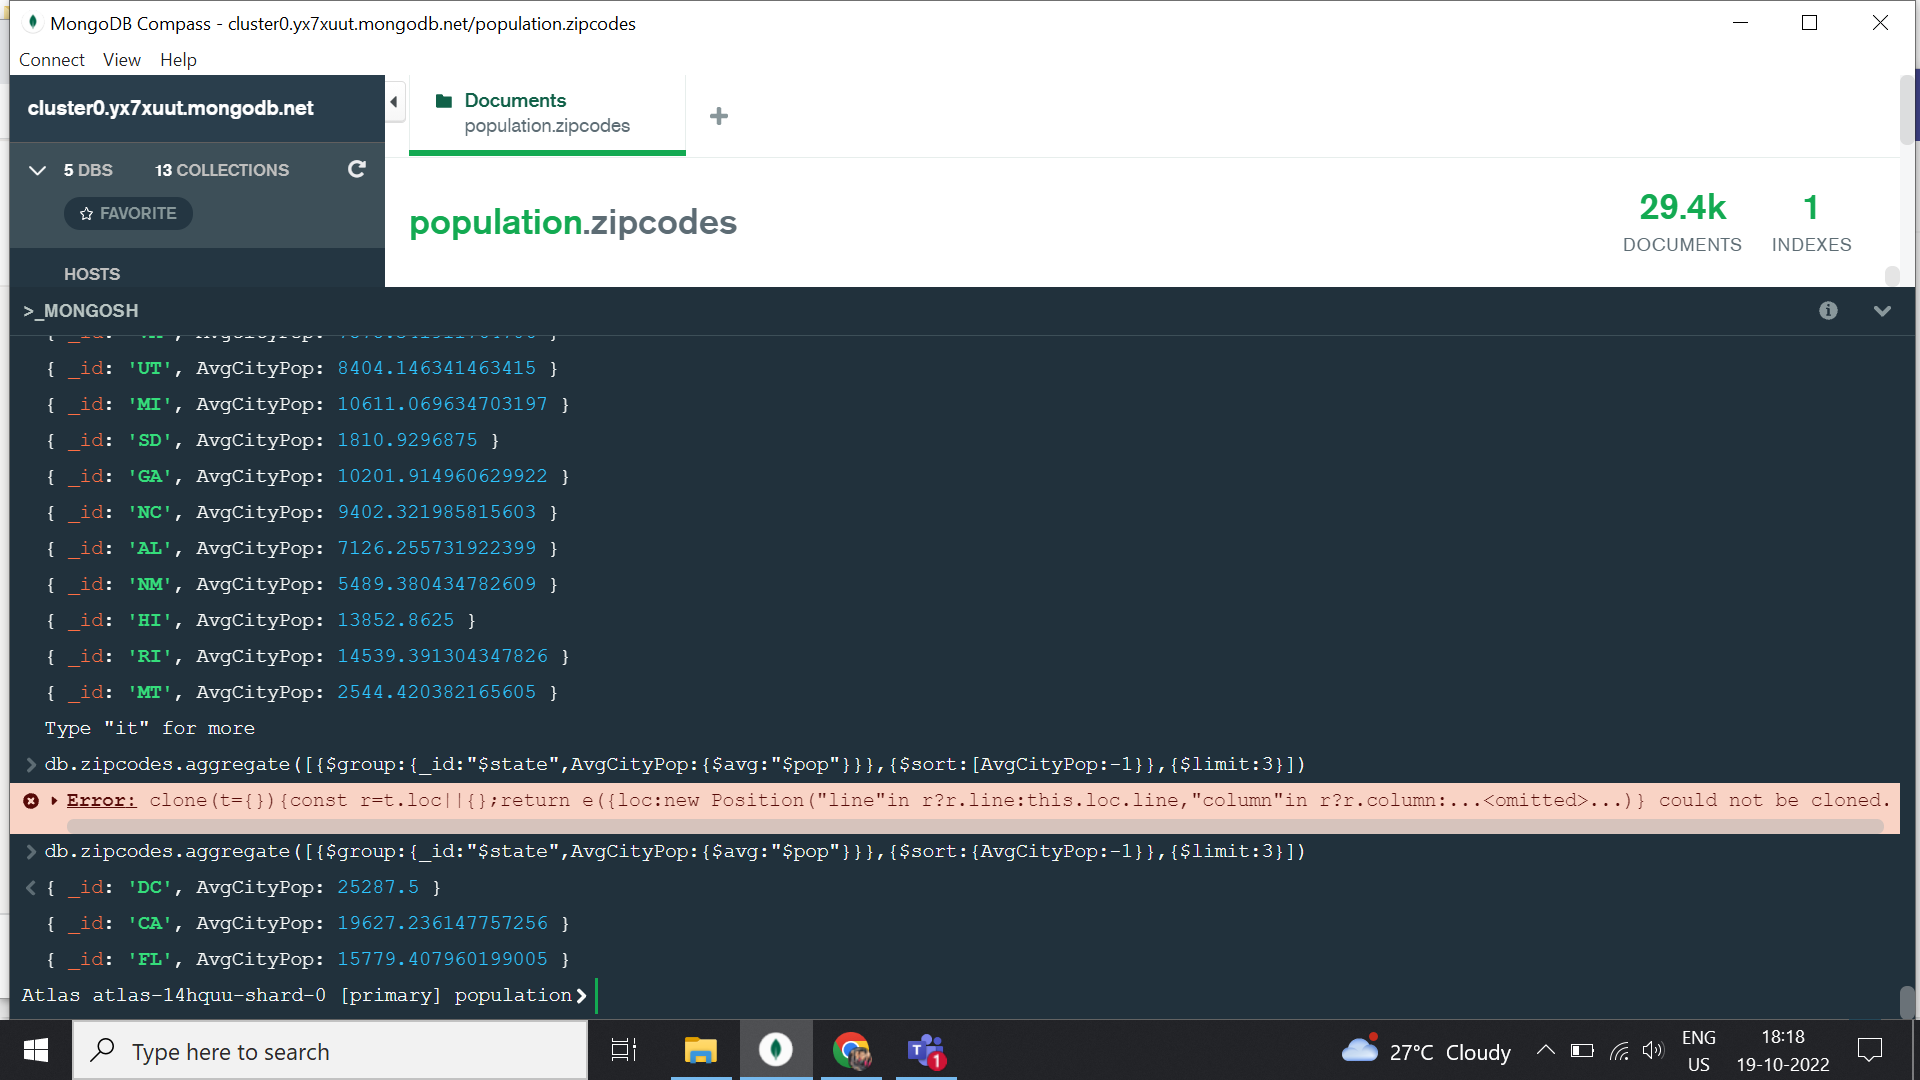 MongoDB Compass - cluster0.yx7xuut.mongodb.net/population.zipcodes
Connect View Help
cluster0.yx7xuut.mongodb.net
Documents
population.zipcodes
5 DBS 13 COLLECTIONS
FAVORITE
population.zipcodes
29.4k
DOCUMENTS
1
INDEXES
HOSTS
>_MONGOSH
{ _id: 'UT', AvgCityPop: 8404.146341463415 }
{ _id: 'MI', AvgCityPop: 10611.069634703197 }
{ _id: 'SD', AvgCityPop: 1810.9296875 }
{ _id: 'GA', AvgCityPop: 10201.914960629922 }
{ _id: 'NC', AvgCityPop: 9402.321985815603 }
{ _id: 'AL', AvgCityPop: 7126.255731922399 }
{ _id: 'NM', AvgCityPop: 5489.380434782609 }
{ _id: 'HI', AvgCityPop: 13852.8625 }
{ _id: 'RI', AvgCityPop: 14539.391304347826 }
{ _id: 'MT', AvgCityPop: 2544.420382165605 }
Type "it" for more
> db.zipcodes.aggregate([{$group:{_id:"$state",AvgCityPop:{$avg:"$pop"}}},{$sort:[AvgCityPop:-1}},{$limit:3}])
Error: clone(t={}){const r=t.loc||{};return e({loc:new Position("line"in r?r.line:this.loc.line,"column"in r?r.column:...<omitted>...)} could not be cloned.
> db.zipcodes.aggregate([{$group:{_id:"$state",AvgCityPop:{$avg:"$pop"}}},{$sort:{AvgCityPop:-1}},{$limit:3}])
< { _id: 'DC', AvgCityPop: 25287.5 }
{ _id: 'CA', AvgCityPop: 19627.236147757256 }
{ _id: 'FL', AvgCityPop: 15779.407960199005 }
Atlas atlas-14hquu-shard-0 [primary] population>
Type here to search
1
27°C Cloudy
ENG
US
18:18
19-10-2022